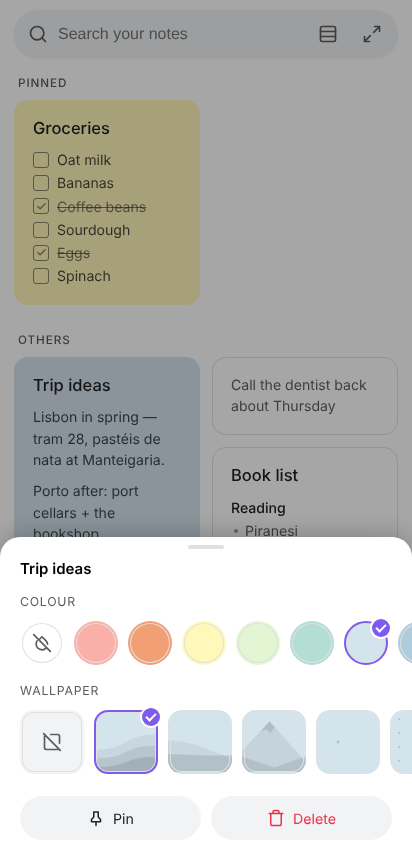 Search your notes
PINNED
Groceries
Oat milk
Bananas
Coffee beans
Sourdough
Eggs
Spinach
OTHERS
Trip ideas
Lisbon in spring —
tram 28, pastéis de
nata at Manteigaria.
Porto after: port
cellars + the
bookshop
Call the dentist back
about Thursday
Book list
Reading
• Piranesi
Trip ideas
COLOUR
WALLPAPER
Pin
Delete